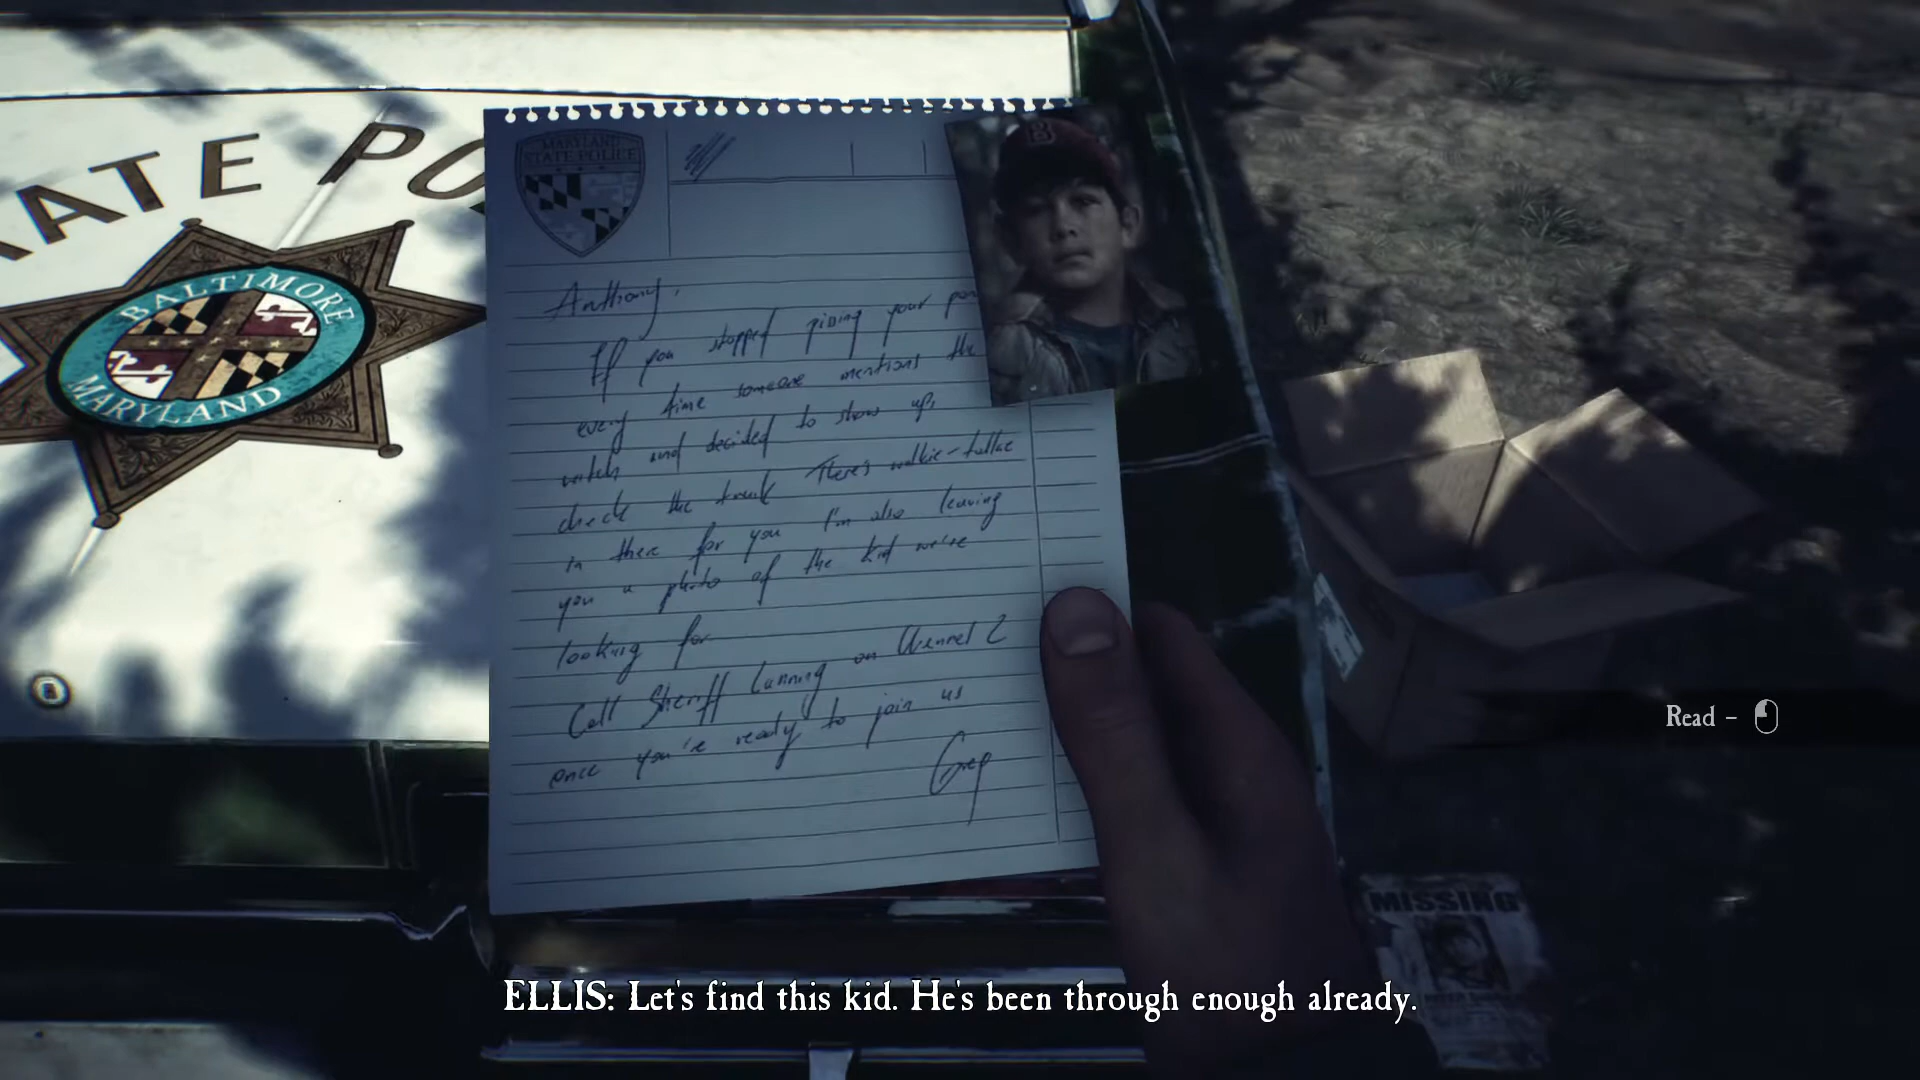 STATE PO
BALTIMORE
MARYLAND
MARYLAND
STATE POLICE
Anthony,
If you stopped giving your
every time someone mentions the
witch and decided to show up,
check the trunk There's walkie-talkie
in there for you I'm also leaving
you a photo of the kid we're
looking for
Call Sheriff Lanning on Channel 2
once you're ready to join us
Greg
B
Read –
MISSING
ELLIS: Let's find this kid. He's been through enough already.